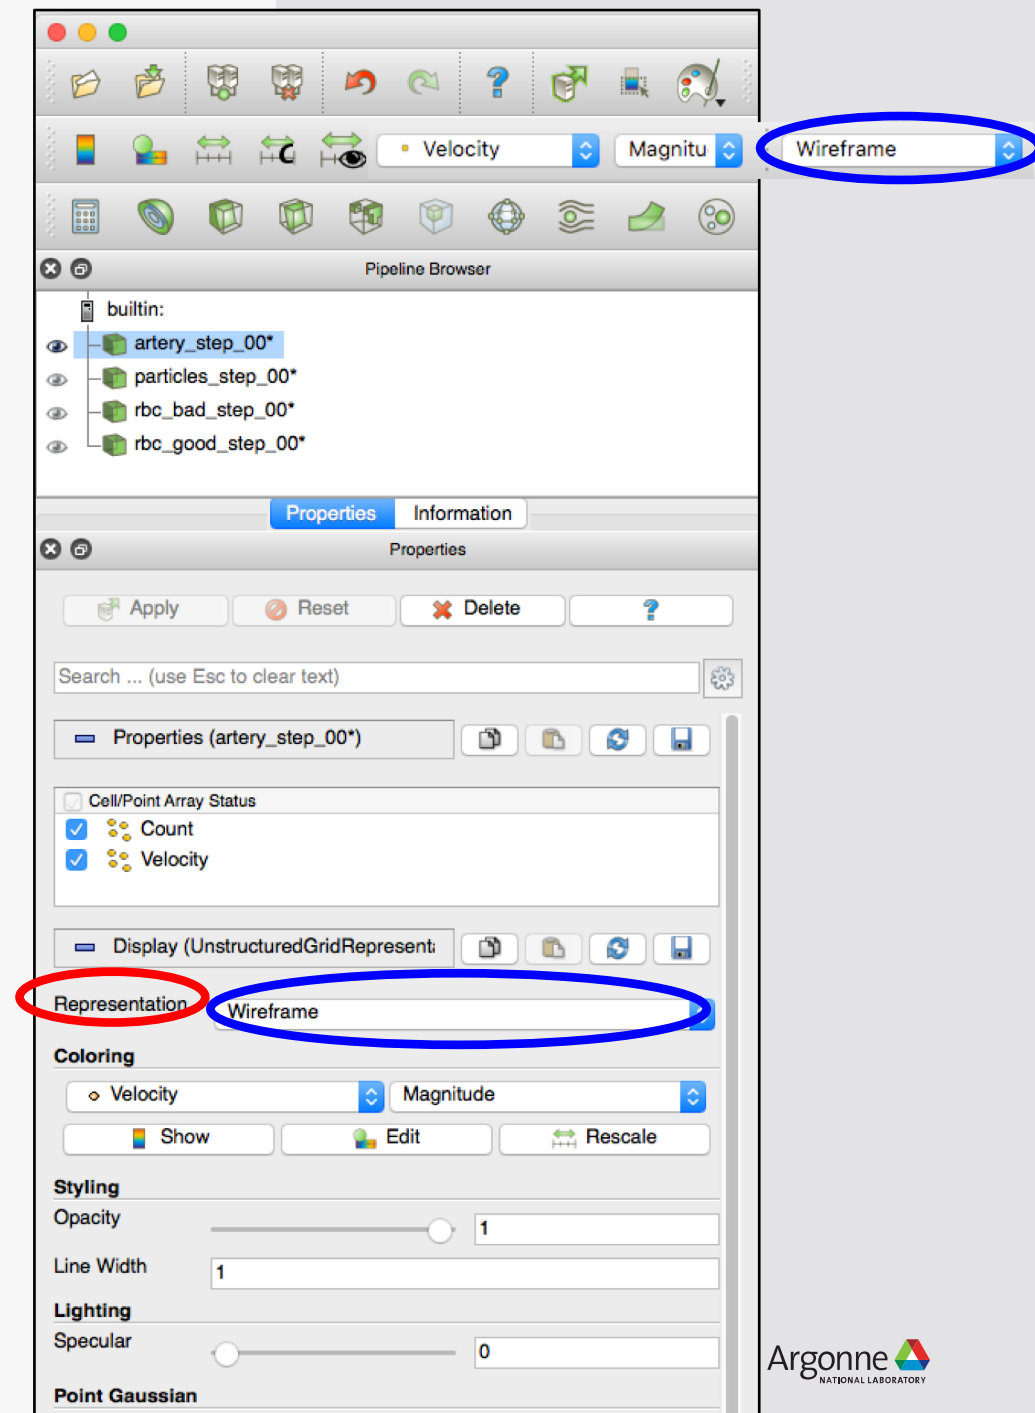 Velocity Magnitu Wireframe
Pipeline Browser
builtin:
artery_step_00*
particles_step_00*
rbc_bad_step_00*
rbc_good_step_00*
Properties Information
Properties
Apply Reset Delete ?
Search ... (use Esc to clear text)
Properties (artery_step_00*)
Cell/Point Array Status
Count
Velocity
Display (UnstructuredGridRepresenta
Representation Wireframe
Coloring
Velocity Magnitude
Show Edit Rescale
Styling
Opacity 1
Line Width 1
Lighting
Specular 0
Point Gaussian
Argonne
NATIONAL LABORATORY